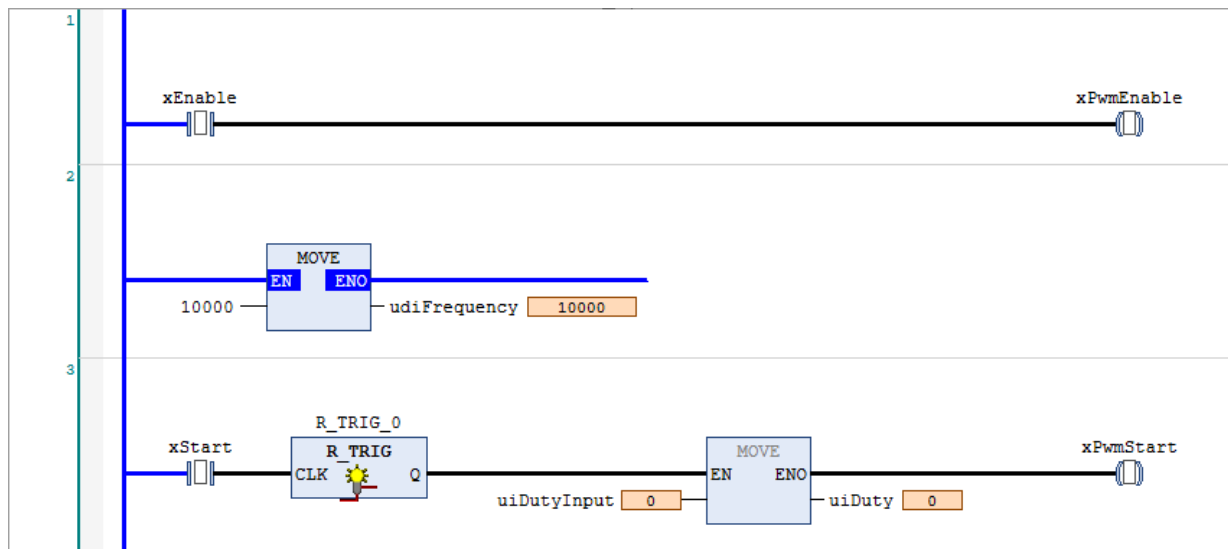 1
xEnable xPwmEnable
2
MOVE
EN ENO
10000 udiFrequency 10000
3
R_TRIG_0
xStart R_TRIG MOVE xPwmStart
CLK Q EN ENO
uiDutyInput 0 uiDuty 0